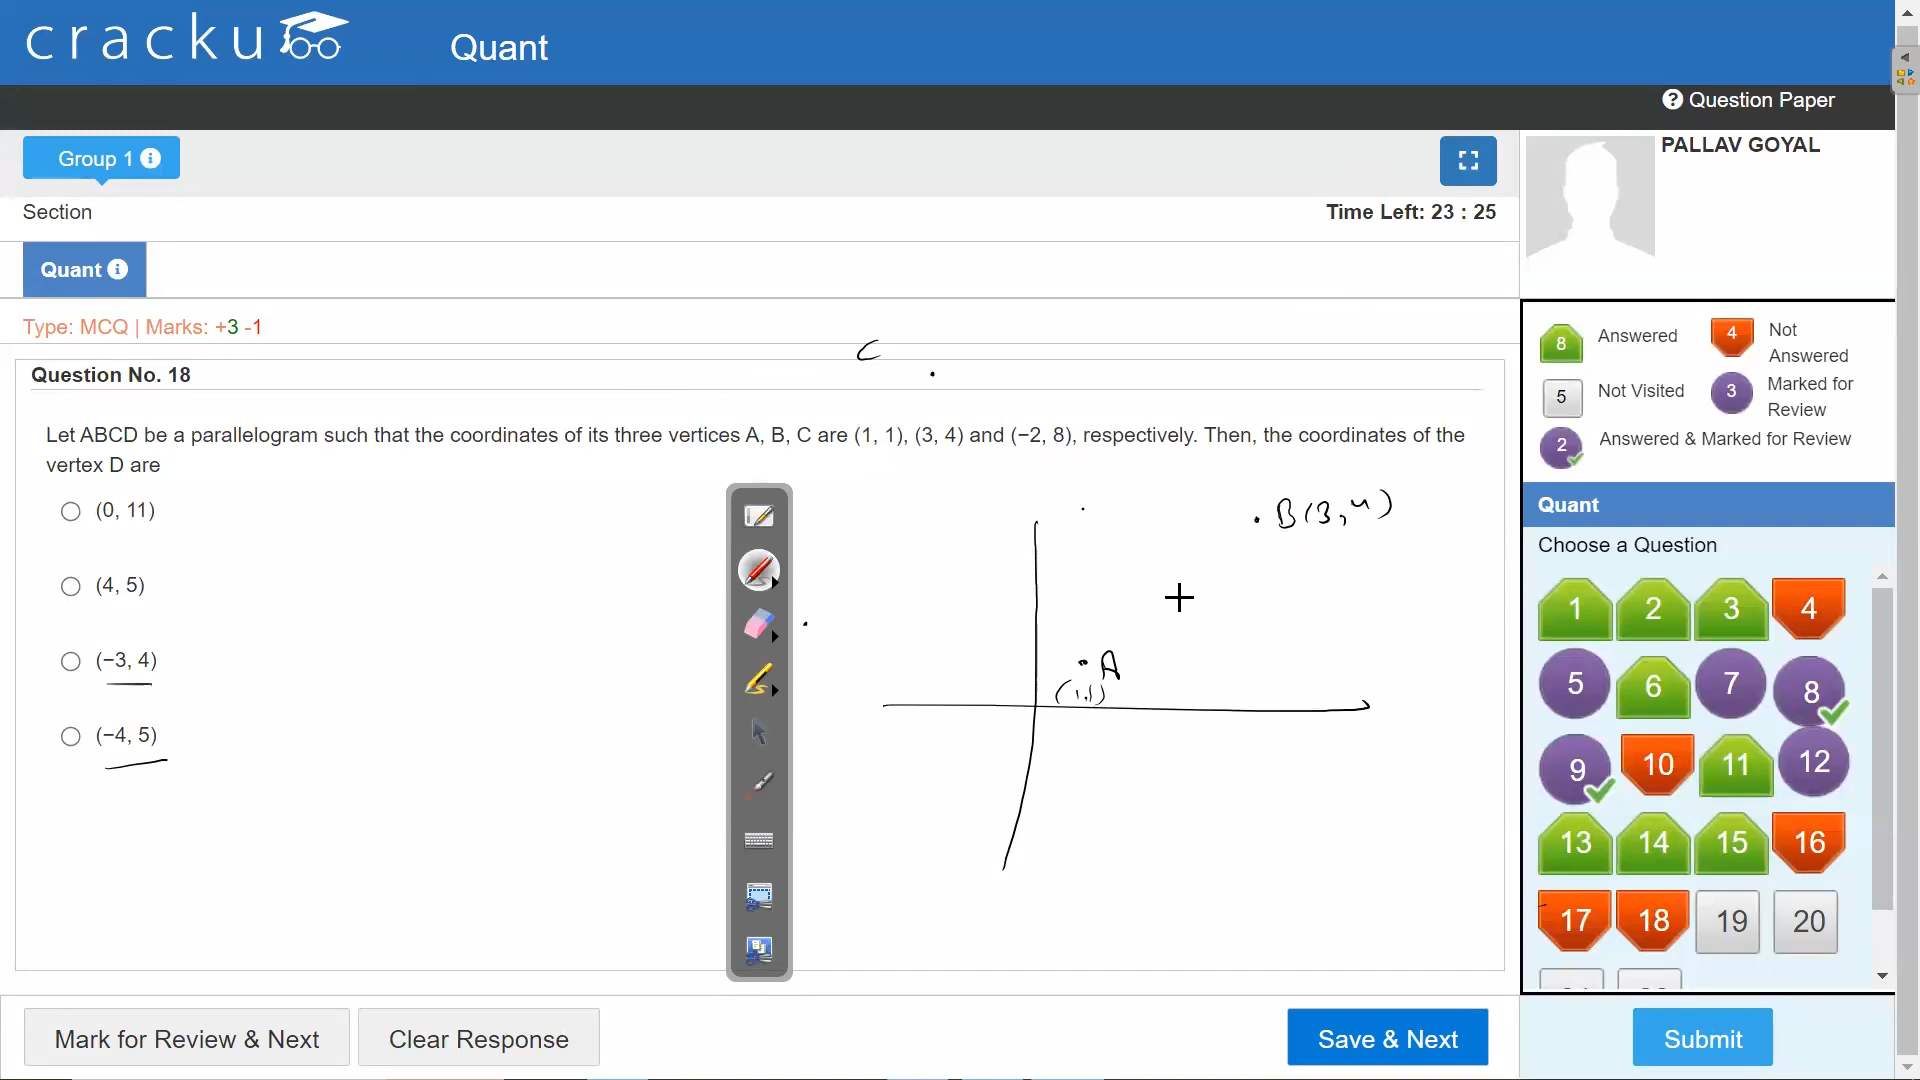 cracku
Quant
? Question Paper
Group 1 i
PALLAV GOYAL
Section
Time Left: 23 : 25
Quant i
Type: MCQ | Marks: +3 -1
8 Answered
4 Not Answered
5 Not Visited
3 Marked for Review
2 Answered & Marked for Review
C
Question No. 18
Let ABCD be a parallelogram such that the coordinates of its three vertices A, B, C are (1, 1), (3, 4) and (−2, 8), respectively. Then, the coordinates of the
vertex D are
(0, 11)
(4, 5)
(−3, 4)
(−4, 5)
B(3,4)
A
(1,1)
Quant
Choose a Question
1 2 3 4
5 6 7 8
9 10 11 12
13 14 15 16
17 18 19 20
Mark for Review & Next
Clear Response
Save & Next
Submit